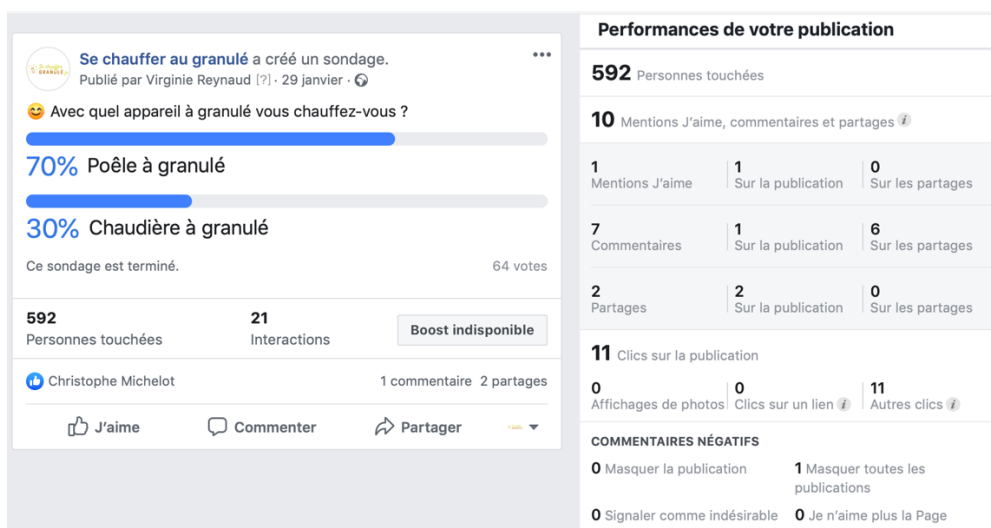 Se chauffer au granulé a créé un sondage.
Publié par Virginie Reynaud [?] · 29 janvier ·
Avec quel appareil à granulé vous chauffez-vous ?
70% Poêle à granulé
30% Chaudière à granulé
Ce sondage est terminé. 64 votes
592 21
Personnes touchées Interactions
Boost indisponible
Christophe Michelot 1 commentaire 2 partages
J'aime Commenter Partager
Performances de votre publication
592 Personnes touchées
10 Mentions J'aime, commentaires et partages
1 1 0
Mentions J'aime Sur la publication Sur les partages
7 1 6
Commentaires Sur la publication Sur les partages
2 2 0
Partages Sur la publication Sur les partages
11 Clics sur la publication
0 0 11
Affichages de photos Clics sur un lien Autres clics
COMMENTAIRES NÉGATIFS
0 Masquer la publication 1 Masquer toutes les
publications
0 Signaler comme indésirable 0 Je n'aime plus la Page